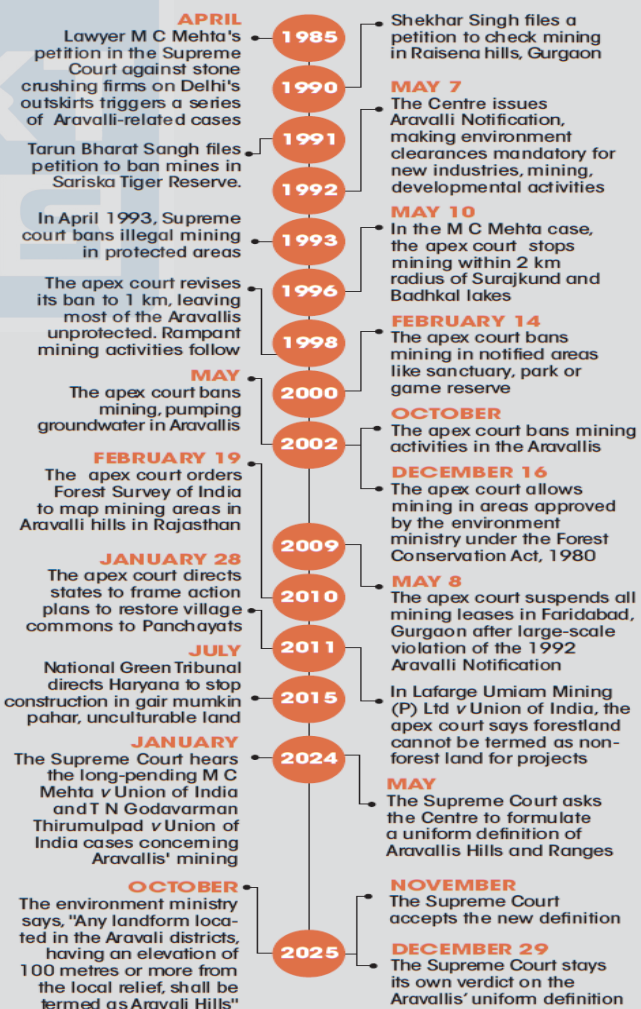 APRIL
Lawyer M C Mehta's
petition in the Supreme
Court against stone
crushing firms on Delhi's
outskirts triggers a series
of Aravalli-related cases
1985
Shekhar Singh files a
petition to check mining
in Raisena hills, Gurgaon
1990
Tarun Bharat Sangh files
petition to ban mines in
Sariska Tiger Reserve.
1991
MAY 7
The Centre issues
Aravalli Notification,
making environment
clearances mandatory for
new industries, mining,
developmental activities
1992
In April 1993, Supreme
court bans illegal mining
in protected areas
1993
MAY 10
In the M C Mehta case,
the apex court stops
mining within 2 km
radius of Surajkund and
Badhkal lakes
1996
The apex court revises
its ban to 1 km, leaving
most of the Aravallis
unprotected. Rampant
mining activities follow
1998
FEBRUARY 14
The apex court bans
mining in notified areas
like sanctuary, park or
game reserve
2000
MAY
The apex court bans
mining, pumping
groundwater in Aravallis
2002
OCTOBER
The apex court bans mining
activities in the Aravallis
DECEMBER 16
The apex court allows
mining in areas approved
by the environment
ministry under the Forest
Conservation Act, 1980
2009
MAY 8
The apex court suspends all
mining leases in Faridabad,
Gurgaon after large-scale
violation of the 1992
Aravalli Notification
FEBRUARY 19
The apex court orders
Forest Survey of India
to map mining areas in
Aravalli hills in Rajasthan
2010
JANUARY 28
The apex court directs
states to frame action
plans to restore village
commons to Panchayats
2011
In Lafarge Umiam Mining
(P) Ltd v Union of India, the
apex court says forestland
cannot be termed as non-
forest land for projects
JULY
National Green Tribunal
directs Haryana to stop
construction in gair mumkin
pahar, unculturable land
2015
JANUARY
The Supreme Court hears
the long-pending M C
Mehta v Union of India
and T N Godavarman
Thirumulpad v Union of
India cases concerning
Aravallis' mining
2024
MAY
The Supreme Court asks
the Centre to formulate
a uniform definition of
Aravallis Hills and Ranges
OCTOBER
The environment ministry
says, "Any landform loca-
ted in the Aravali districts,
having an elevation of
100 metres or more from
the local relief, shall be
termed as Aravali Hills"
2025
NOVEMBER
The Supreme Court
accepts the new definition
DECEMBER 29
The Supreme Court stays
its own verdict on the
Aravallis' uniform definition